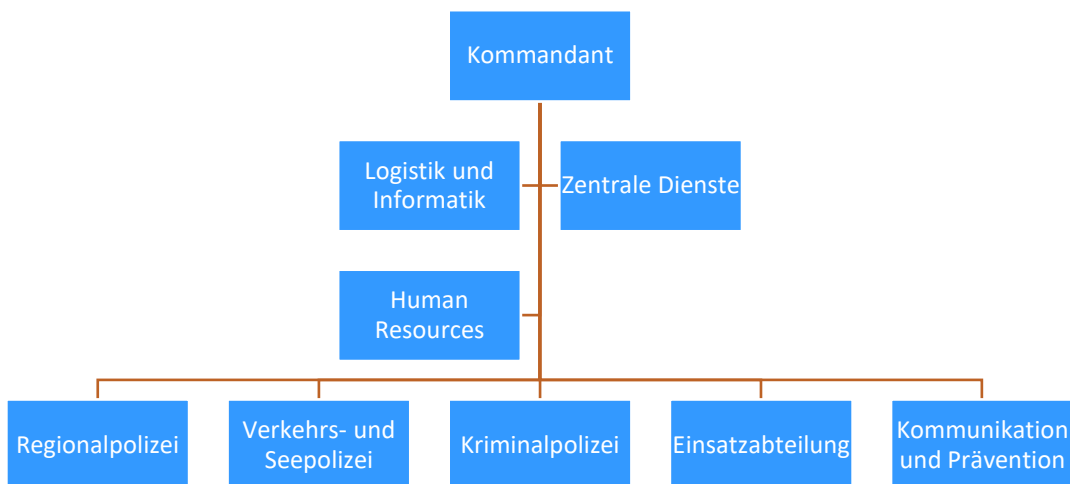 Kommandant
Logistik und
Informatik
Zentrale Dienste
Human
Resources
Regionalpolizei
Verkehrs- und
Seepolizei
Kriminalpolizei
Einsatzabteilung
Kommunikation
und Prävention